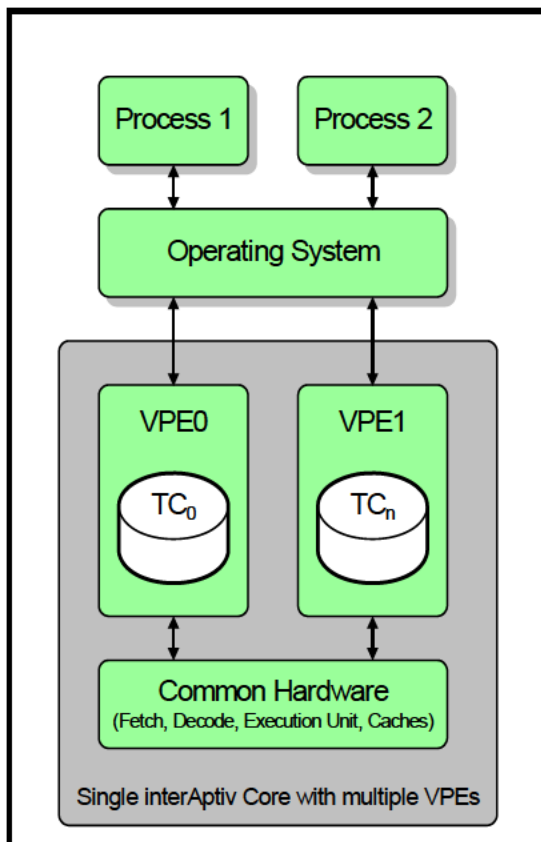 Process 1
Process 2
Operating System
VPE0
VPE1
TC0
TCn
Common Hardware
(Fetch, Decode, Execution Unit, Caches)
Single interAptiv Core with multiple VPEs